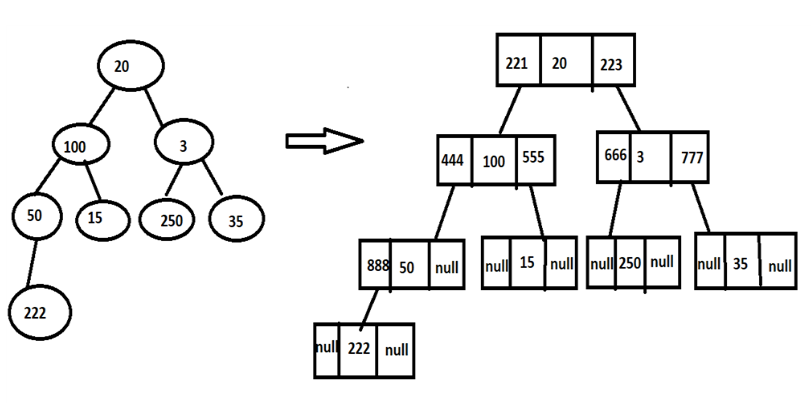 20
100
3
50
15
250
35
222
221 20 223
444 100 555
666 3 777
888 50 null
null 15 null
null 250 null
null 35 null
null 222 null